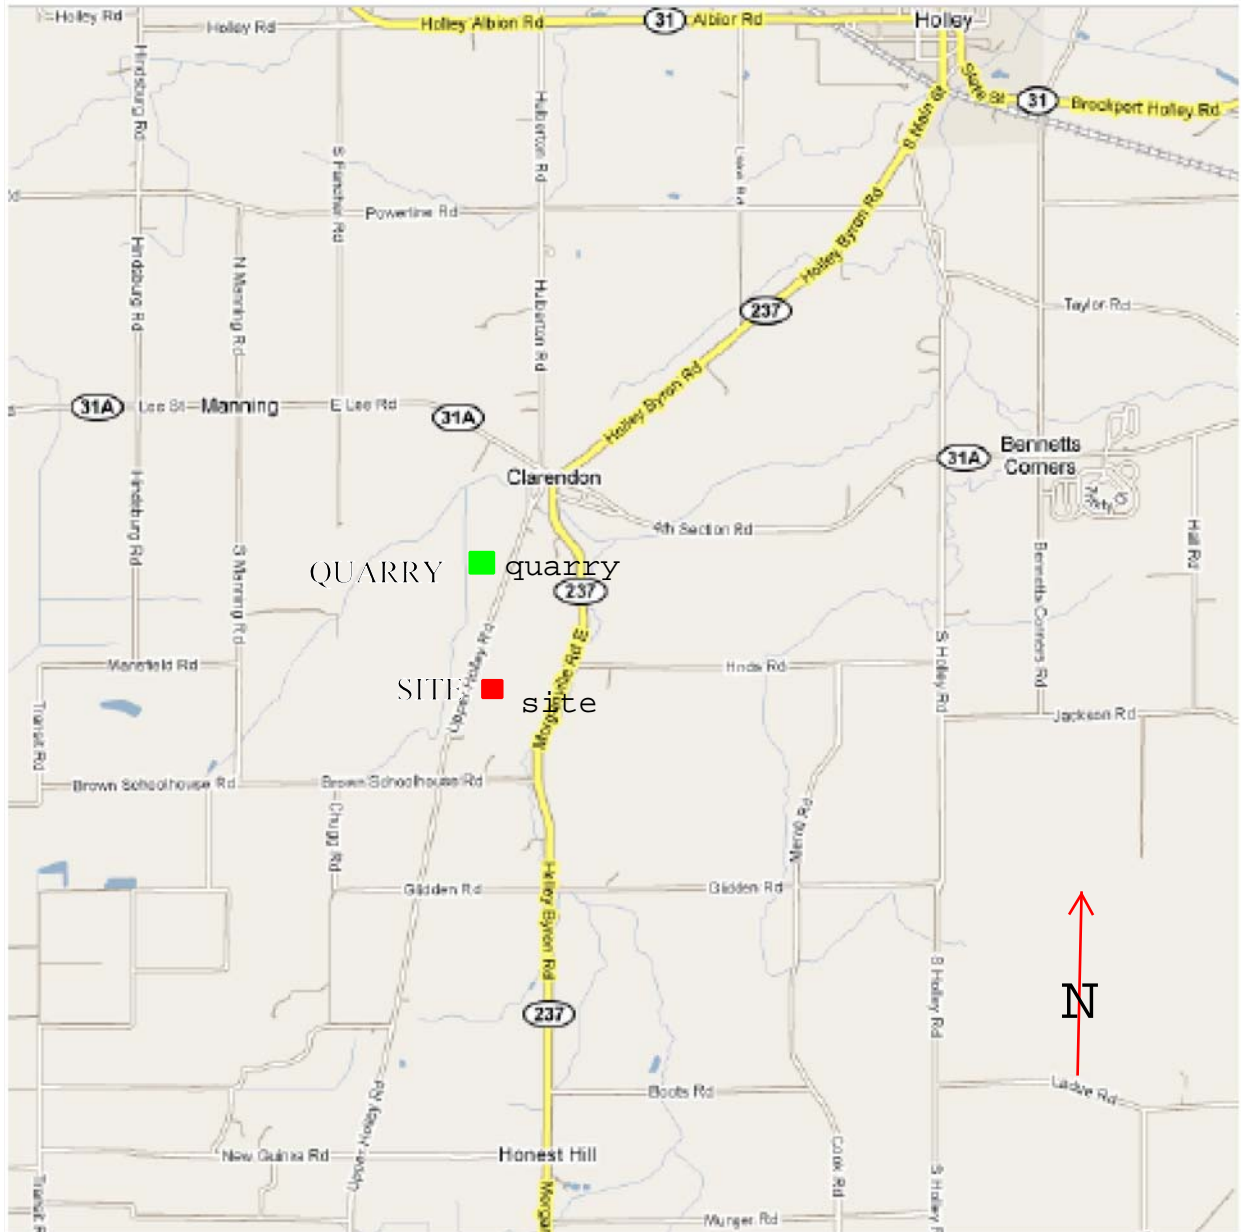 Holley Rd
Holley Rd
Holley Albion Rd
31
Albion Rd
Holley
State St
31
Brockport Holley Rd
S Main St
Hindsburg Rd
Hulberton Rd
S Fancher Rd
Powerline Rd
Holley Byron Rd
Hindsburg Rd
N Manning Rd
Hulberton Rd
237
Taylor Rd
Holley Byron Rd
31A
Lee St
Manning
E Lee Rd
31A
Clarendon
31A
Bennetts
Corners
Hindsburg Rd
4th Section Rd
Hall Rd
S Manning Rd
QUARRY
quarry
237
Bennetts Corners Rd
Upper Holley Rd
Morganville Rd E
Mansfield Rd
Hinds Rd
S Holley Rd
SITE
site
Transit Rd
Jackson Rd
Brown Schoolhouse Rd
Brown Schoolhouse Rd
Chugg Rd
Merrill Rd
Glidden Rd
Glidden Rd
Holley Byron Rd
S Holley Rd
N
237
Boots Rd
Ladue Rd
Upper Holley Rd
New Guinea Rd
Honest Hill
Cook Rd
Transit R
Morgan
S Holley R
Munger Rd